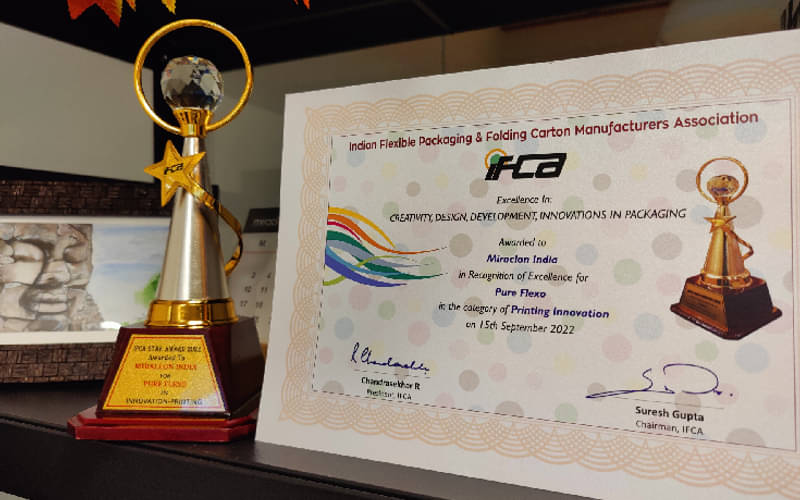 ifca
IFCA STAR AWARD 2022
Awarded To
MIRACLON INDIA
FOR
PURE FLEXO
IN
INNOVATION-PRINTING
Indian Flexible Packaging & Folding Carton Manufacturers Association
iFCA
Excellence In:
CREATIVITY, DESIGN, DEVELOPMENT, INNOVATIONS IN PACKAGING
Awarded to
Miraclon India
in Recognition of Excellence for
Pure Flexo
in the category of Printing Innovation
on 15th September 2022
Chandrasekhar R
President, IFCA
Suresh Gupta
Chairman, IFCA